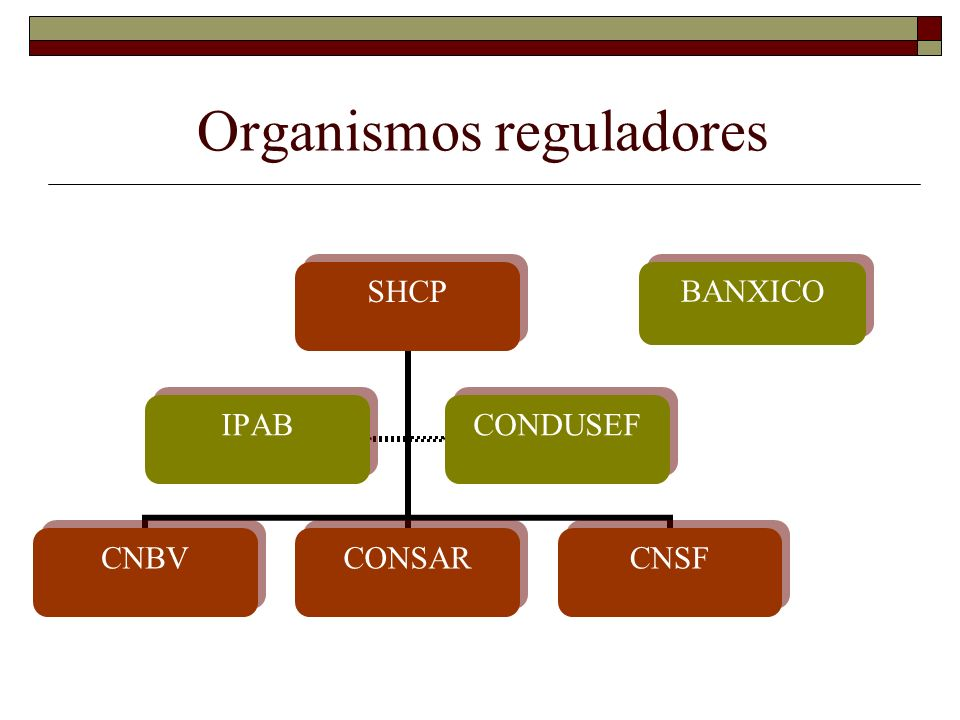 Organismos reguladores
SHCP
BANXICO
IPAB
CONDUSEF
CNBV
CONSAR
CNSF